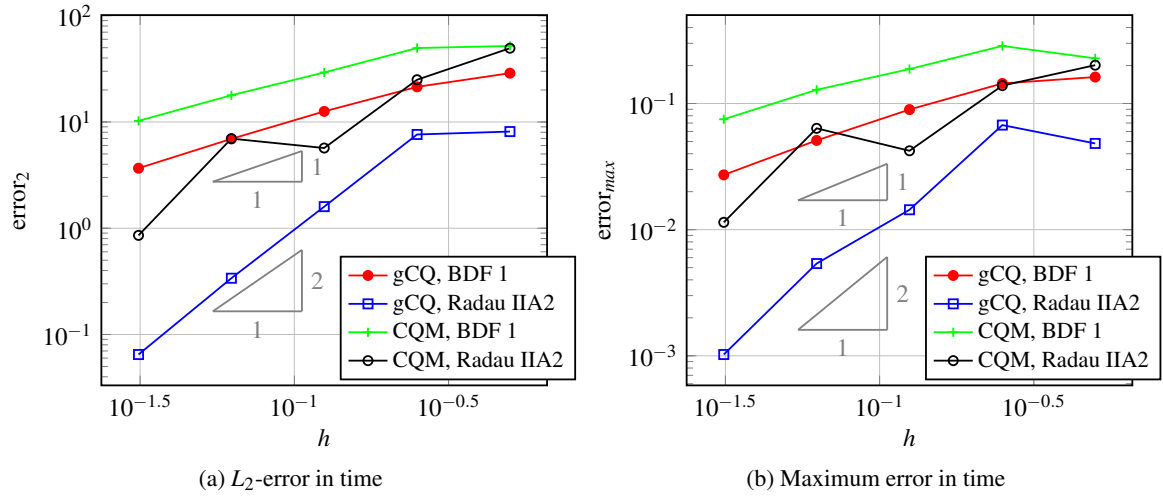 10^2
10^1
10^0
10^{-1}
error_2
1
1
2
1
gCQ, BDF 1
gCQ, Radau IIA2
CQM, BDF 1
CQM, Radau IIA2
10^{-1.5}
10^{-1}
10^{-0.5}
h
(a) L_2-error in time
10^{-1}
10^{-2}
10^{-3}
error_{max}
1
1
2
1
gCQ, BDF 1
gCQ, Radau IIA2
CQM, BDF 1
CQM, Radau IIA2
10^{-1.5}
10^{-1}
10^{-0.5}
h
(b) Maximum error in time